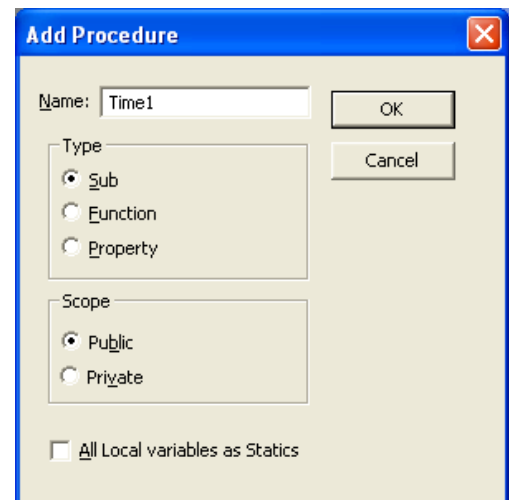 Add Procedure
Name: Time1
OK
Type
Cancel
Sub
Function
Property
Scope
Public
Private
All Local variables as Statics